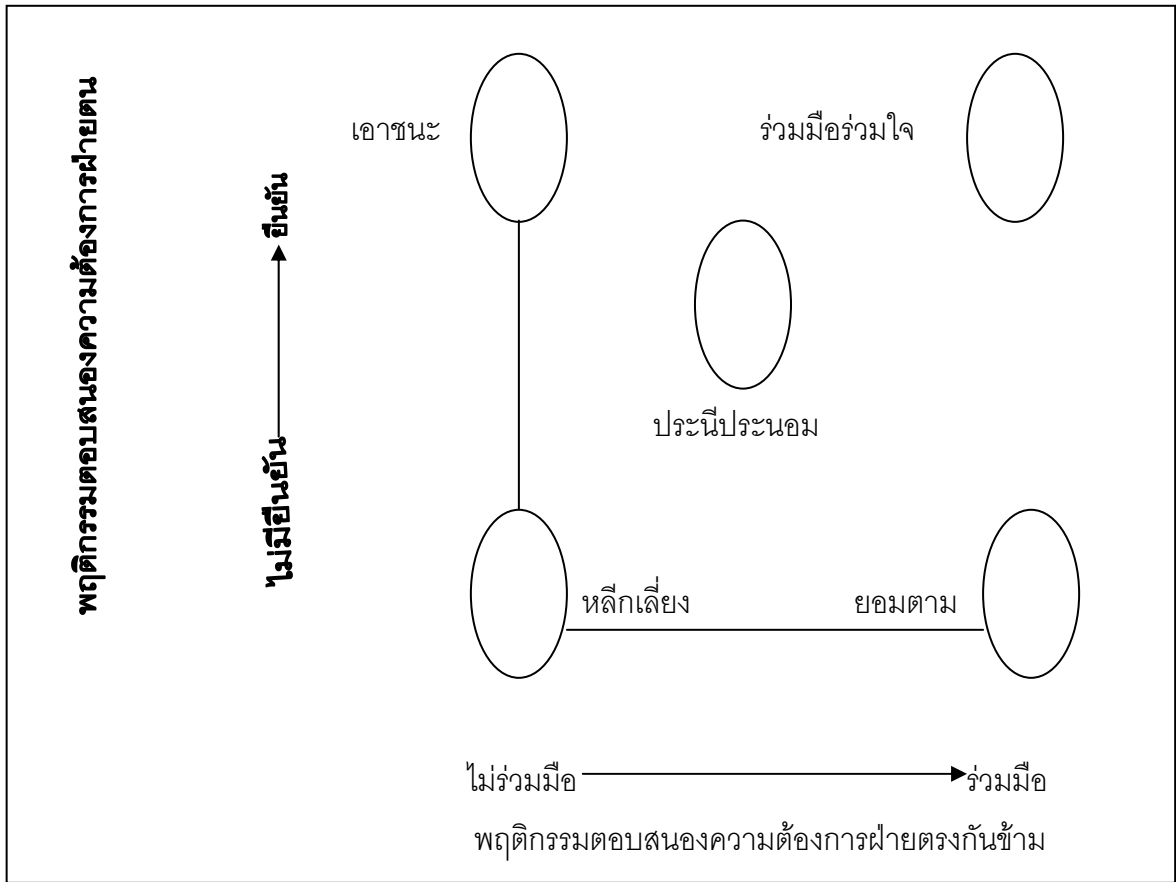 พฤติกรรมตอบสนองความต้องการฝ่ายตน
ยืนยัน
ไม่มียืนยัน
เอาชนะ
ร่วมมือร่วมใจ
ประนีประนอม
หลีกเลี่ยง
ยอมตาม
ไม่ร่วมมือ
ร่วมมือ
พฤติกรรมตอบสนองความต้องการฝ่ายตรงกันข้าม